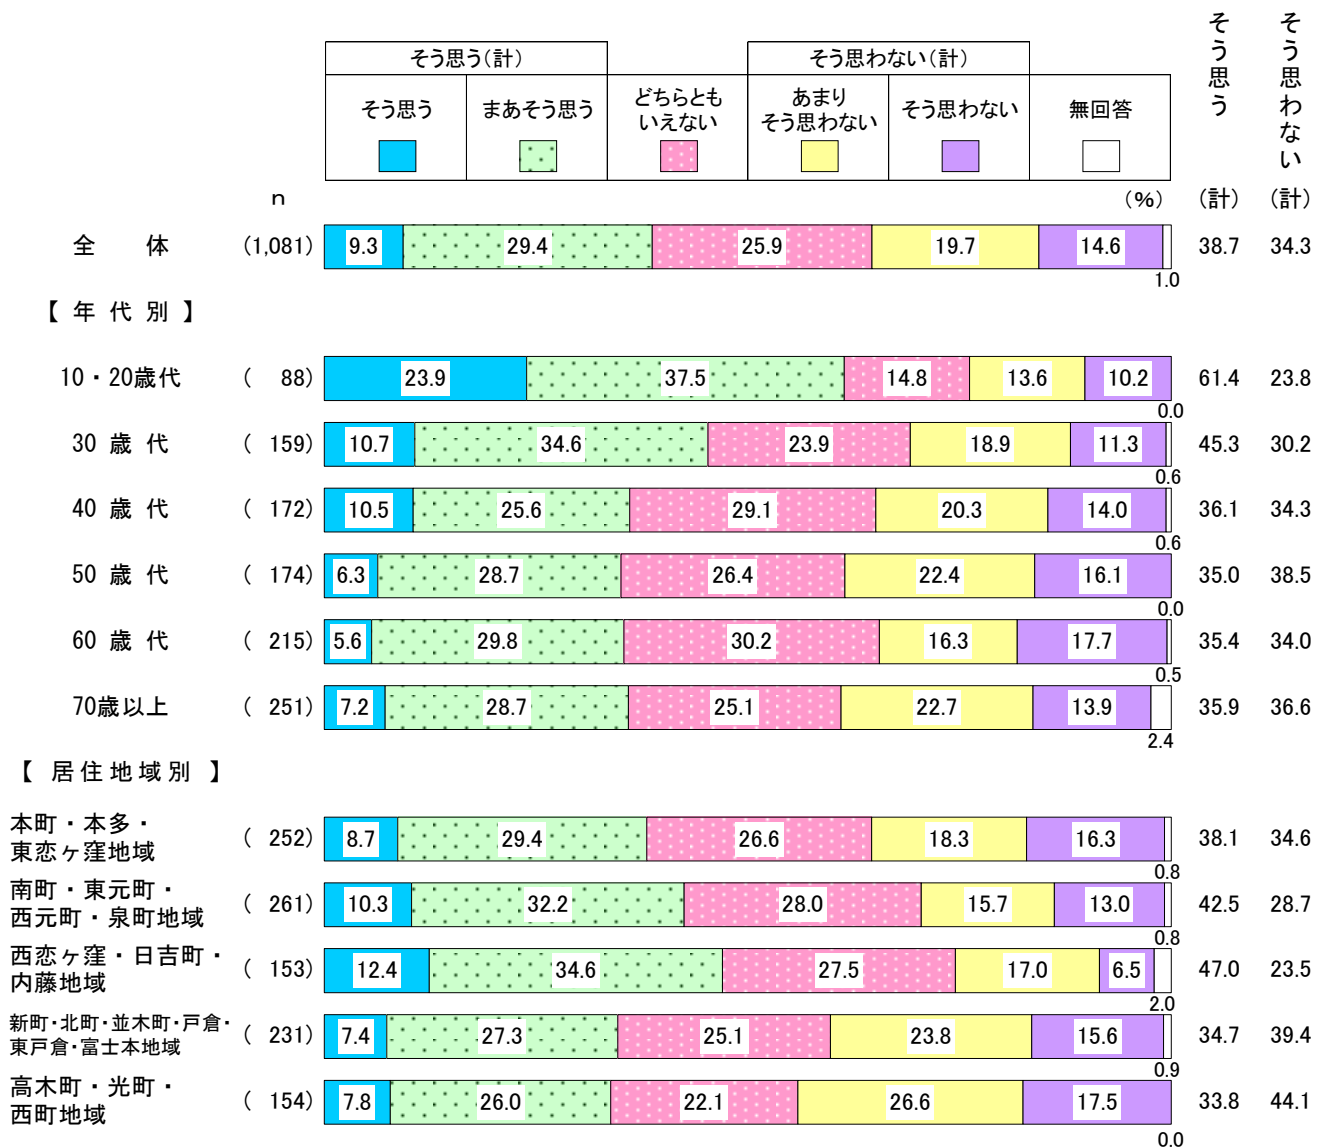 そう思う(計) そう思わない(計)
そう思う まあそう思う どちらとも いえない あまり そう思わない そう思わない 無回答
そう思う そう思わない
n (%) (計) (計)
全 体 (1,081) 9.3 29.4 25.9 19.7 14.6 38.7 34.3
1.0
【 年 代 別 】
10・20歳代 ( 88) 23.9 37.5 14.8 13.6 10.2 61.4 23.8
0.0
30 歳 代 ( 159) 10.7 34.6 23.9 18.9 11.3 45.3 30.2
0.6
40 歳 代 ( 172) 10.5 25.6 29.1 20.3 14.0 36.1 34.3
0.6
50 歳 代 ( 174) 6.3 28.7 26.4 22.4 16.1 35.0 38.5
0.0
60 歳 代 ( 215) 5.6 29.8 30.2 16.3 17.7 35.4 34.0
0.5
70歳以上 ( 251) 7.2 28.7 25.1 22.7 13.9 35.9 36.6
2.4
【 居住地域別 】
本町・本多・
東恋ヶ窪地域 ( 252) 8.7 29.4 26.6 18.3 16.3 38.1 34.6
0.8
南町・東元町・
西元町・泉町地域 ( 261) 10.3 32.2 28.0 15.7 13.0 42.5 28.7
0.8
西恋ヶ窪・日吉町・
内藤地域 ( 153) 12.4 34.6 27.5 17.0 6.5 47.0 23.5
2.0
新町・北町・並木町・戸倉・
東戸倉・富士本地域 ( 231) 7.4 27.3 25.1 23.8 15.6 34.7 39.4
0.9
高木町・光町・
西町地域 ( 154) 7.8 26.0 22.1 26.6 17.5 33.8 44.1
0.0